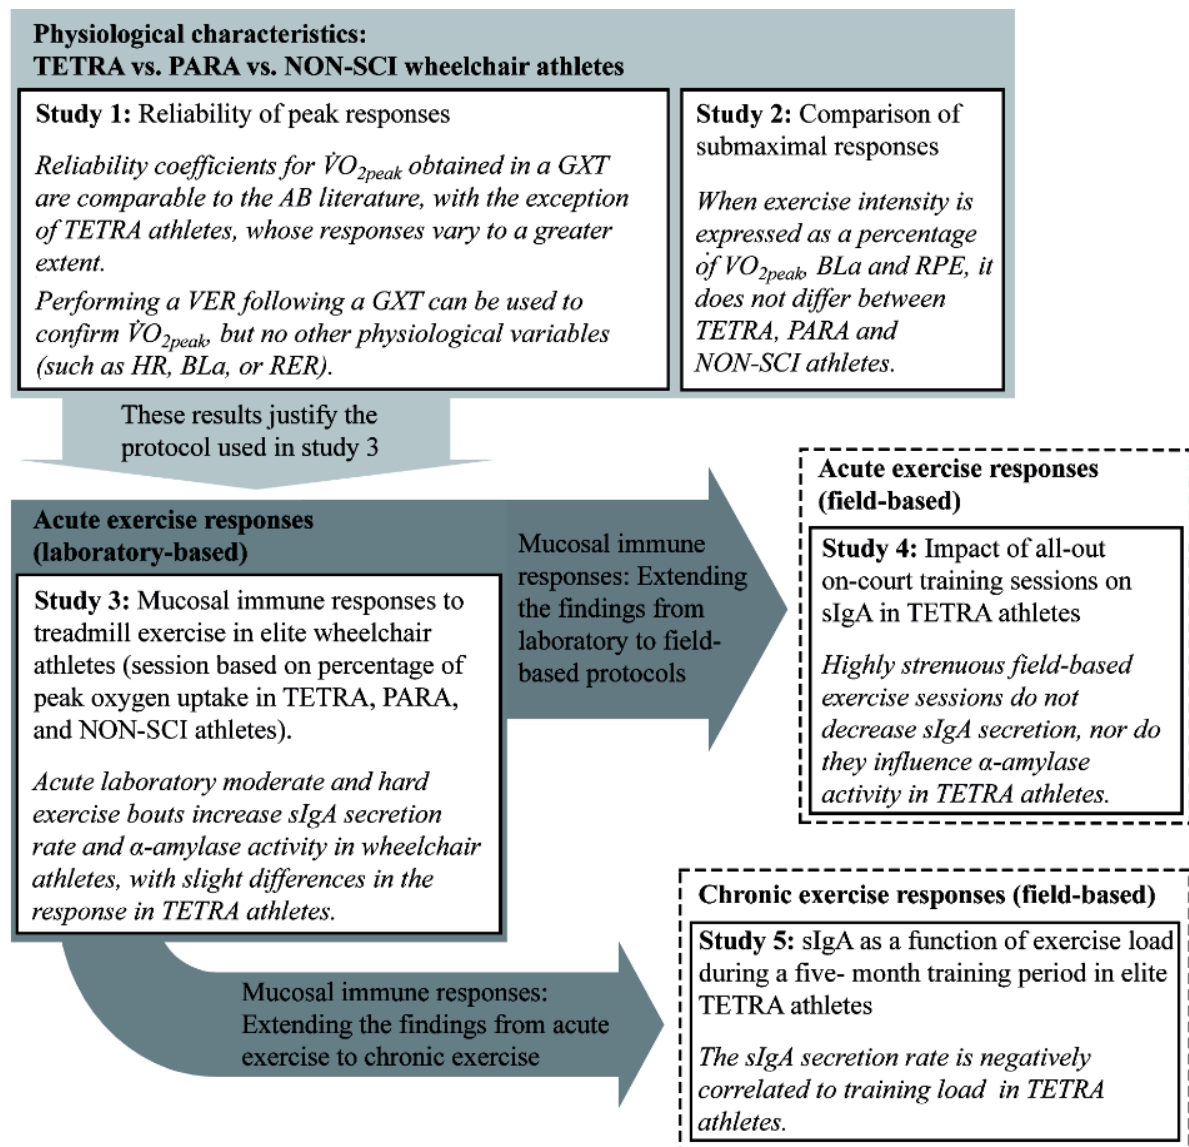 Physiological characteristics:
TETRA vs. PARA vs. NON-SCI wheelchair athletes
Study 1: Reliability of peak responses
Reliability coefficients for V̇O2peak obtained in a GXT
are comparable to the AB literature, with the exception
of TETRA athletes, whose responses vary to a greater
extent.
Performing a VER following a GXT can be used to
confirm V̇O2peak, but no other physiological variables
(such as HR, BLa, or RER).
Study 2: Comparison of
submaximal responses
When exercise intensity is
expressed as a percentage
of V̇O2peak, BLa and RPE, it
does not differ between
TETRA, PARA and
NON-SCI athletes.
These results justify the
protocol used in study 3
Acute exercise responses
(laboratory-based)
Study 3: Mucosal immune responses to
treadmill exercise in elite wheelchair
athletes (session based on percentage of
peak oxygen uptake in TETRA, PARA,
and NON-SCI athletes).
Acute laboratory moderate and hard
exercise bouts increase sIgA secretion
rate and α-amylase activity in wheelchair
athletes, with slight differences in the
response in TETRA athletes.
Mucosal immune
responses: Extending
the findings from
laboratory to field-
based protocols
Acute exercise responses
(field-based)
Study 4: Impact of all-out
on-court training sessions on
sIgA in TETRA athletes
Highly strenuous field-based
exercise sessions do not
decrease sIgA secretion, nor do
they influence α-amylase
activity in TETRA athletes.
Mucosal immune responses:
Extending the findings from acute
exercise to chronic exercise
Chronic exercise responses (field-based)
Study 5: sIgA as a function of exercise load
during a five- month training period in elite
TETRA athletes
The sIgA secretion rate is negatively
correlated to training load in TETRA
athletes.